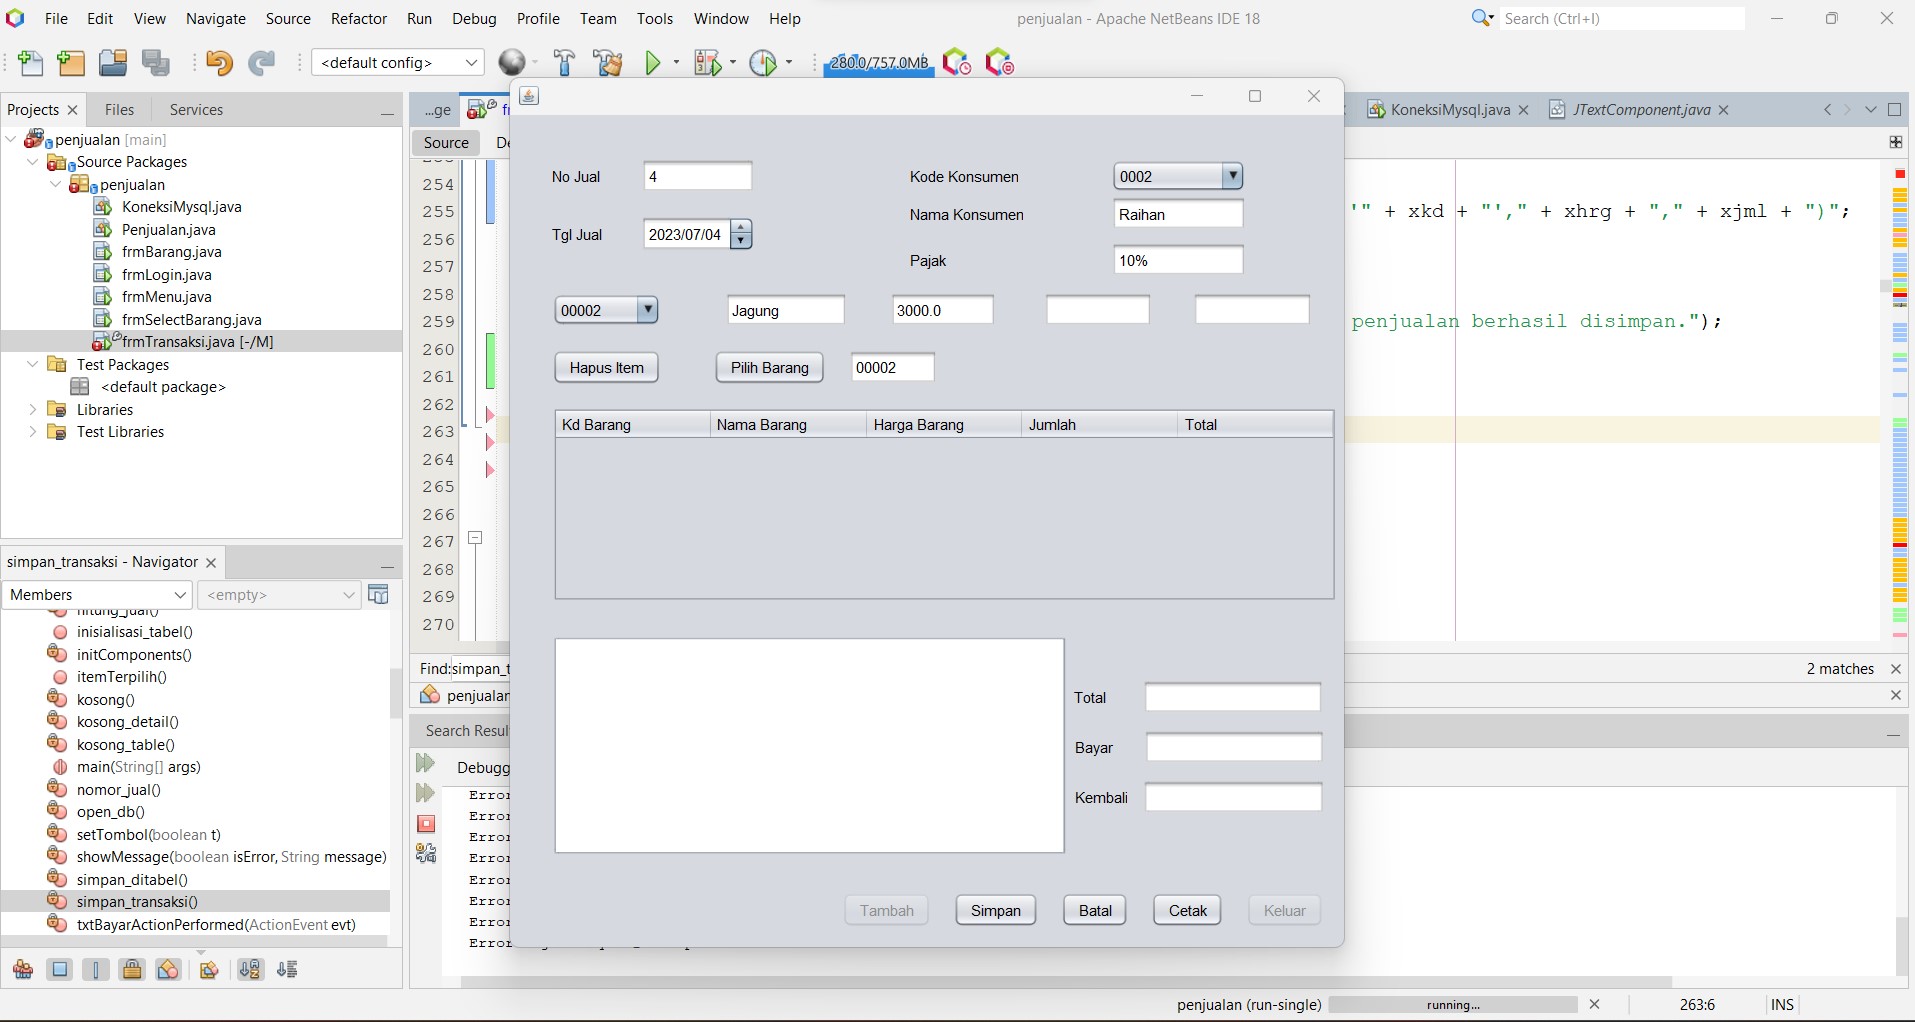 File Edit View Navigate Source Refactor Run Debug Profile Team Tools Window Help
penjualan - Apache NetBeans IDE 18
Search (Ctrl+I)
<default config>
280.0/757.0MB
Projects Files Services
...ge
KoneksiMysql.java
JTextComponent.java
Source
penjualan [main]
Source Packages
penjualan
KoneksiMysql.java
Penjualan.java
frmBarang.java
frmLogin.java
frmMenu.java
frmSelectBarang.java
frmTransaksi.java [-/M]
Test Packages
<default package>
Libraries
Test Libraries
254
255
256
257
258
259
260
261
262
263
264
265
266
267
268
269
270
'" + xkd + "'," + xhrg + "," + xjml + ")";
penjualan berhasil disimpan.");
No Jual 4
Kode Konsumen 0002
Nama Konsumen Raihan
Tgl Jual 2023/07/04
Pajak 10%
00002 Jagung 3000.0
Hapus Item Pilih Barang 00002
Kd Barang Nama Barang Harga Barang Jumlah Total
Total
Bayar
Kembali
Tambah Simpan Batal Cetak Keluar
simpan_transaksi - Navigator
Members <empty>
hitung_jual()
inisialisasi_tabel()
initComponents()
itemTerpilih()
kosong()
kosong_detail()
kosong_table()
main(String[] args)
nomor_jual()
open_db()
setTombol(boolean t)
showMessage(boolean isError, String message)
simpan_ditabel()
simpan_transaksi()
txtBayarActionPerformed(ActionEvent evt)
Find: simpan_t
2 matches
penjualan
Search Resul
Debugg
Error
Error
Error
Error
Error
Error
Error
Error
penjualan (run-single) running...
263:6 INS